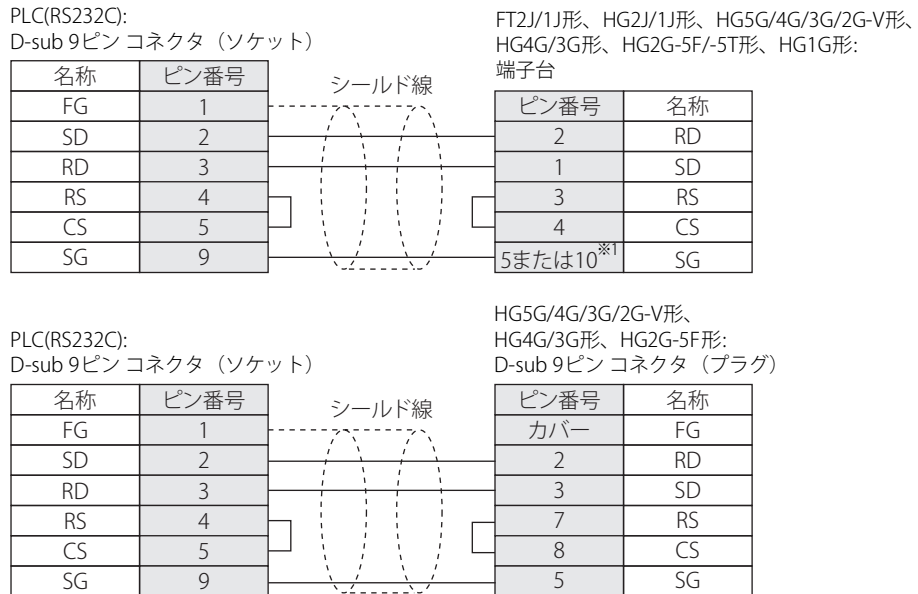 PLC(RS232C):
D-sub 9ピン コネクタ（ソケット）
FT2J/1J形、HG2J/1J形、HG5G/4G/3G/2G-V形、
HG4G/3G形、HG2G-5F/-5T形、HG1G形:
端子台
名称 ピン番号
FG 1
SD 2
RD 3
RS 4
CS 5
SG 9
シールド線
ピン番号 名称
2 RD
1 SD
3 RS
4 CS
5または10※1 SG
PLC(RS232C):
D-sub 9ピン コネクタ（ソケット）
HG5G/4G/3G/2G-V形、
HG4G/3G形、HG2G-5F形:
D-sub 9ピン コネクタ（プラグ）
名称 ピン番号
FG 1
SD 2
RD 3
RS 4
CS 5
SG 9
シールド線
ピン番号 名称
カバー FG
2 RD
3 SD
7 RS
8 CS
5 SG